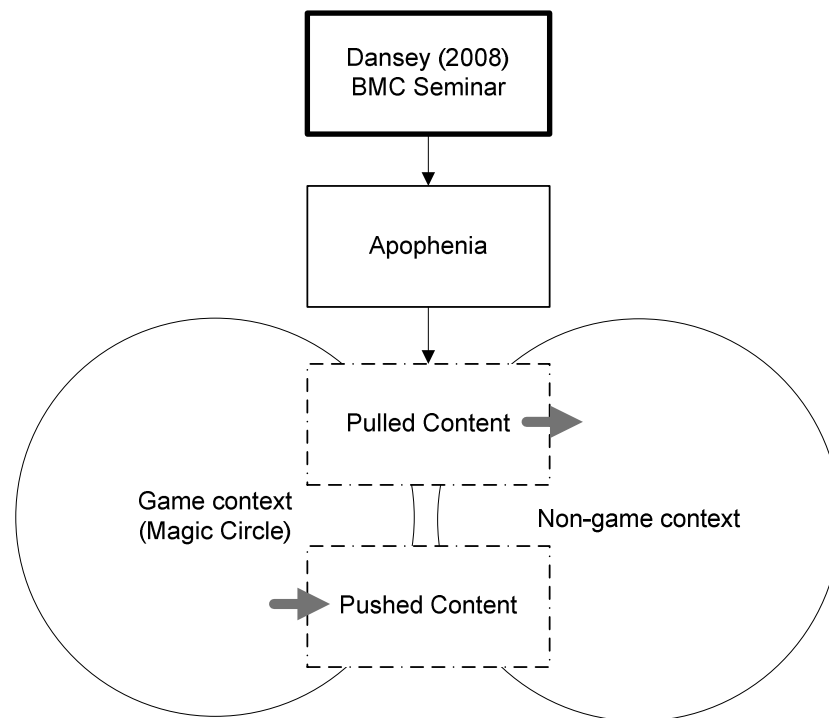 Dansey (2008)
BMC Seminar
Apophenia
Pulled Content
Game context
(Magic Circle)
Non-game context
Pushed Content